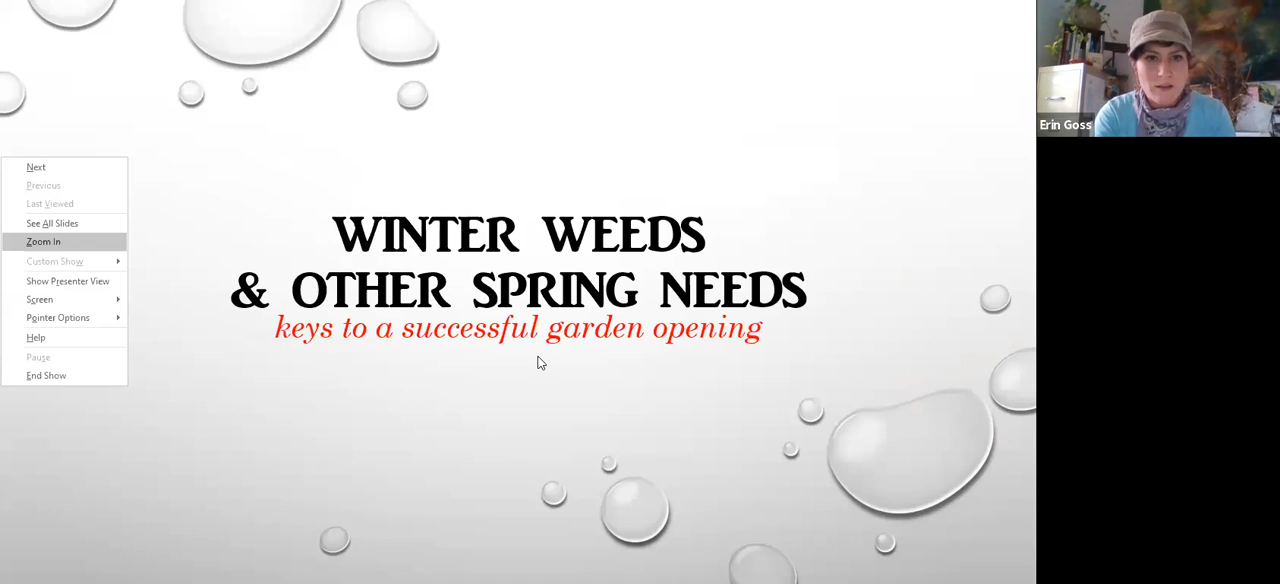 Next
Previous
Last Viewed
See All Slides
Zoom In
Custom Show
Show Presenter View
Screen
Pointer Options
Help
Pause
End Show
WINTER WEEDS
& OTHER SPRING NEEDS
keys to a successful garden opening
Erin Goss